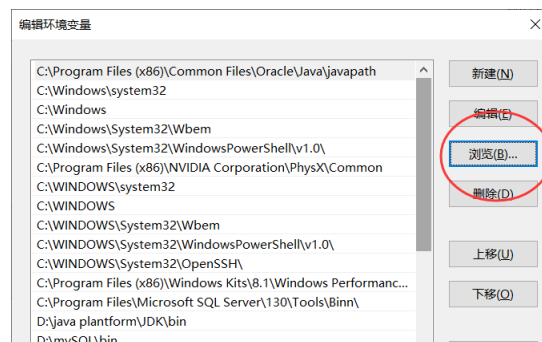 编辑环境变量
C:\Program Files (x86)\Common Files\Oracle\Java\javapath
C:\Windows\system32
C:\Windows
C:\Windows\System32\Wbem
C:\Windows\System32\WindowsPowerShell\v1.0\
C:\Program Files (x86)\NVIDIA Corporation\PhysX\Common
C:\WINDOWS\system32
C:\WINDOWS
C:\WINDOWS\System32\Wbem
C:\WINDOWS\System32\WindowsPowerShell\v1.0\
C:\WINDOWS\System32\OpenSSH\
C:\Program Files (x86)\Windows Kits\8.1\Windows Performanc...
C:\Program Files\Microsoft SQL Server\130\Tools\Binn\
D:\java plantform\JDK\bin
D:\mySQL\bin
新建(N)
编辑(E)
浏览(B)...
删除(D)
上移(U)
下移(O)